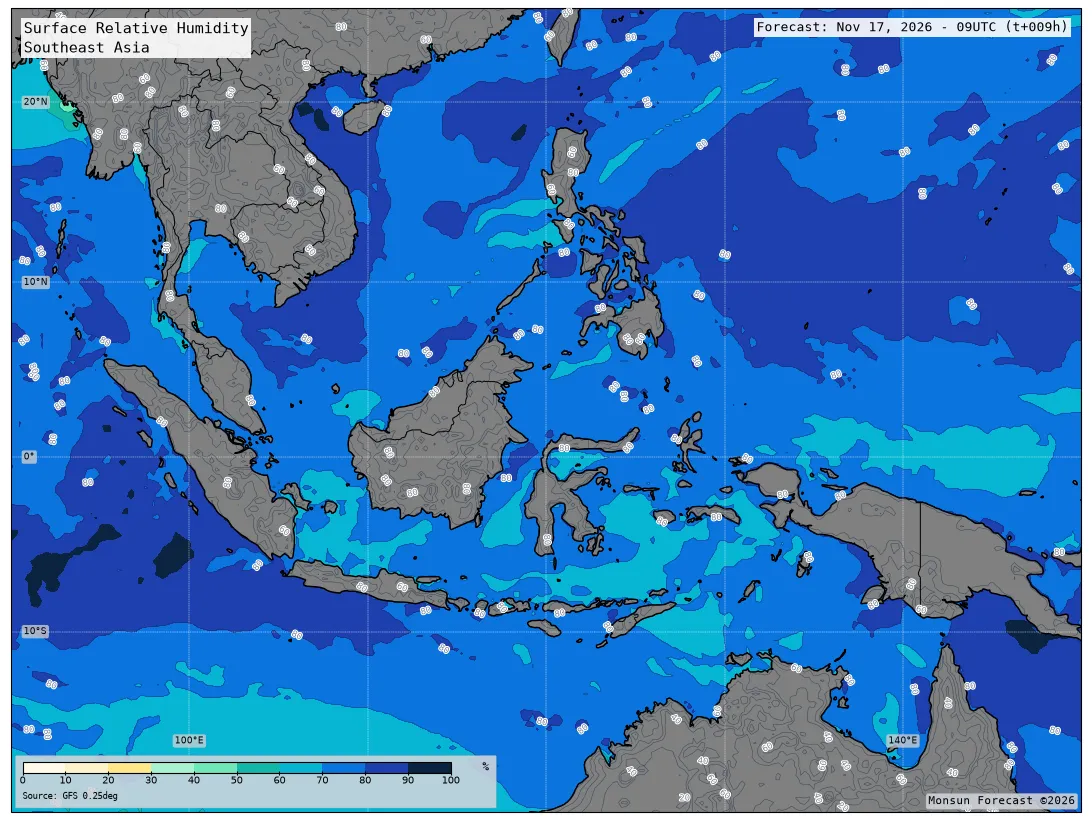 Surface Relative Humidity
Southeast Asia
Forecast: Nov 17, 2026 - 09UTC (t+009h)
20°N
10°N
0°
10°S
100°E
140°E
0 10 20 30 40 50 60 70 80 90 100
%
Source: GFS 0.25deg
Monsun Forecast ©2026